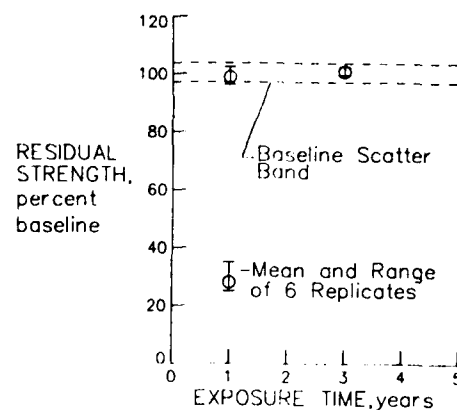 120
100
80
60
40
20
0
RESIDUAL
STRENGTH,
percent
baseline
Baseline Scatter
Band
Mean and Range
of 6 Replicates
0 1 2 3 4 5
EXPOSURE TIME, years